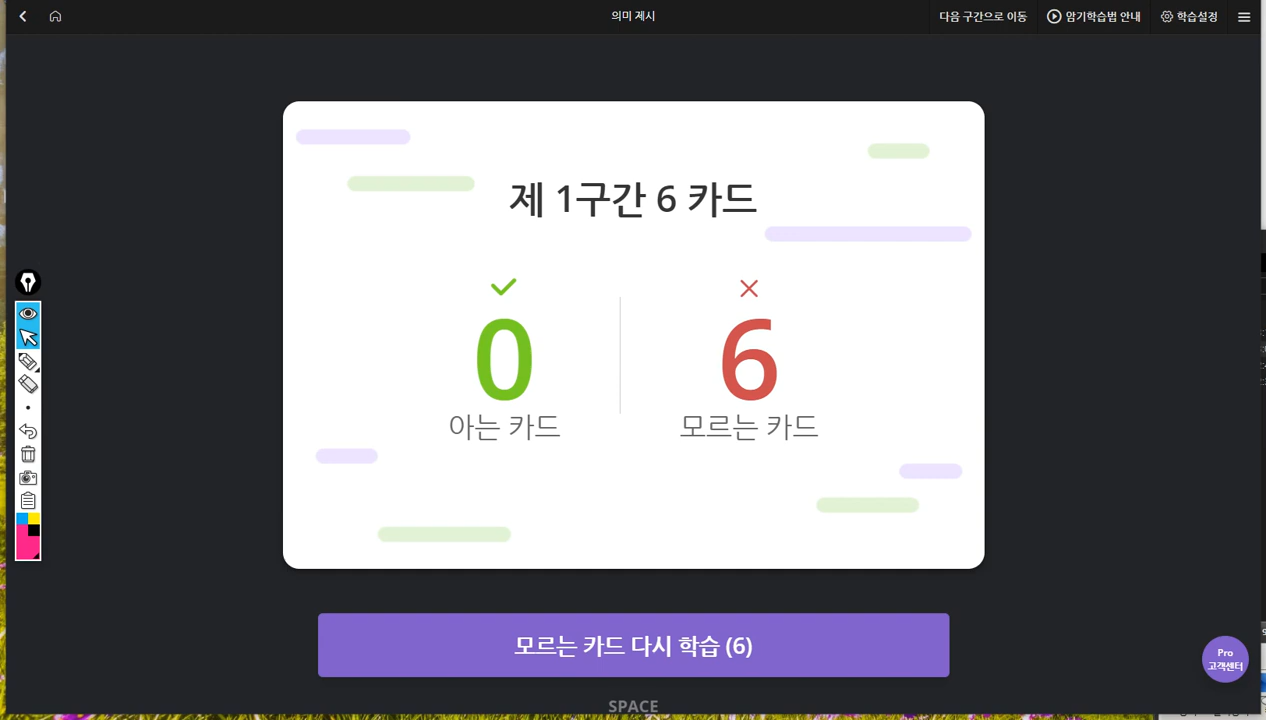 의미 제시
다음 구간으로 이동
암기학습법 안내
학습설정
제 1구간 6 카드
0
6
아는 카드
모르는 카드
모르는 카드 다시 학습 (6)
Pro
고객센터
SPACE